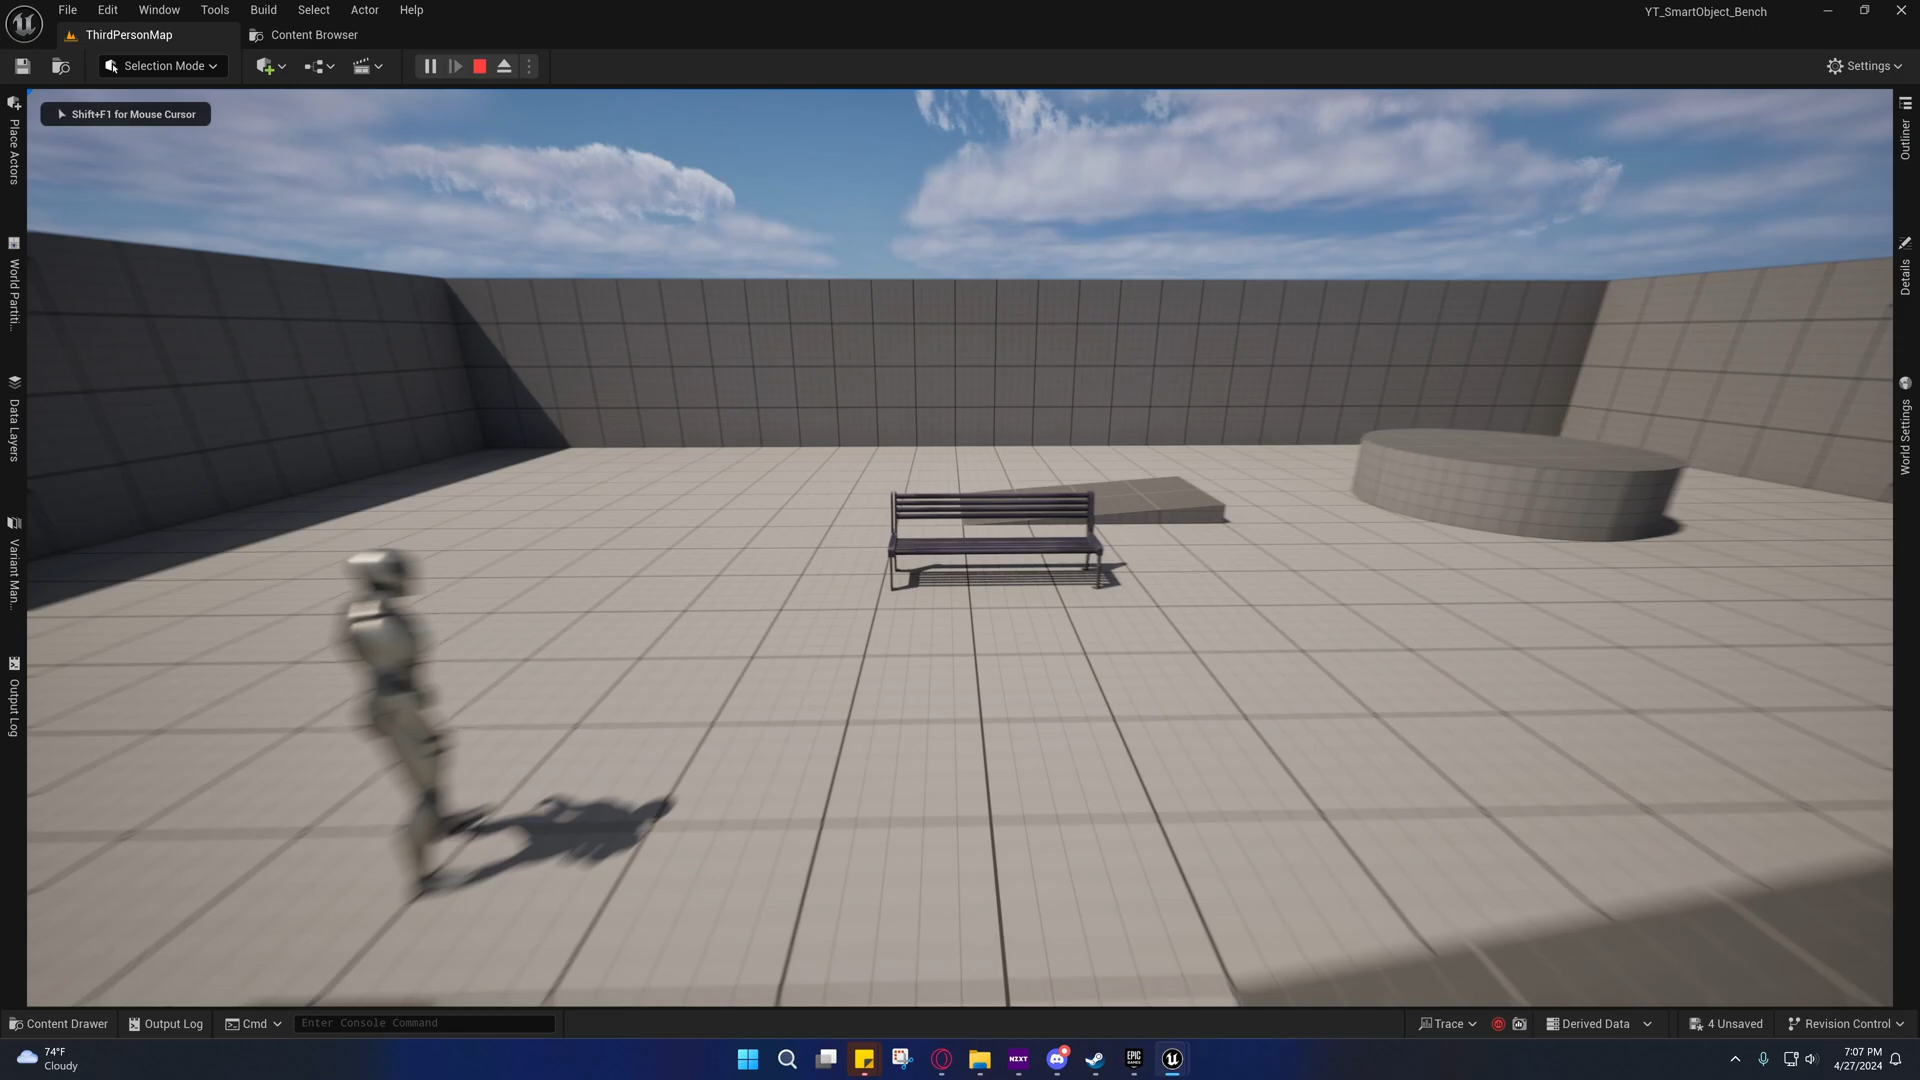 File Edit Window Tools Build Select Actor Help
YT_SmartObject_Bench
ThirdPersonMap
Content Browser
Selection Mode
Settings
Shift+F1 for Mouse Cursor
Place Actors
World Partiti...
Data Layers
Variant Man...
Output Log
Outliner
Details
World Settings
Content Drawer
Output Log
Cmd
Enter Console Command
Trace
Derived Data
4 Unsaved
Revision Control
74°F
Cloudy
NZXT
EPIC
GAMES
7:07 PM
4/27/2024